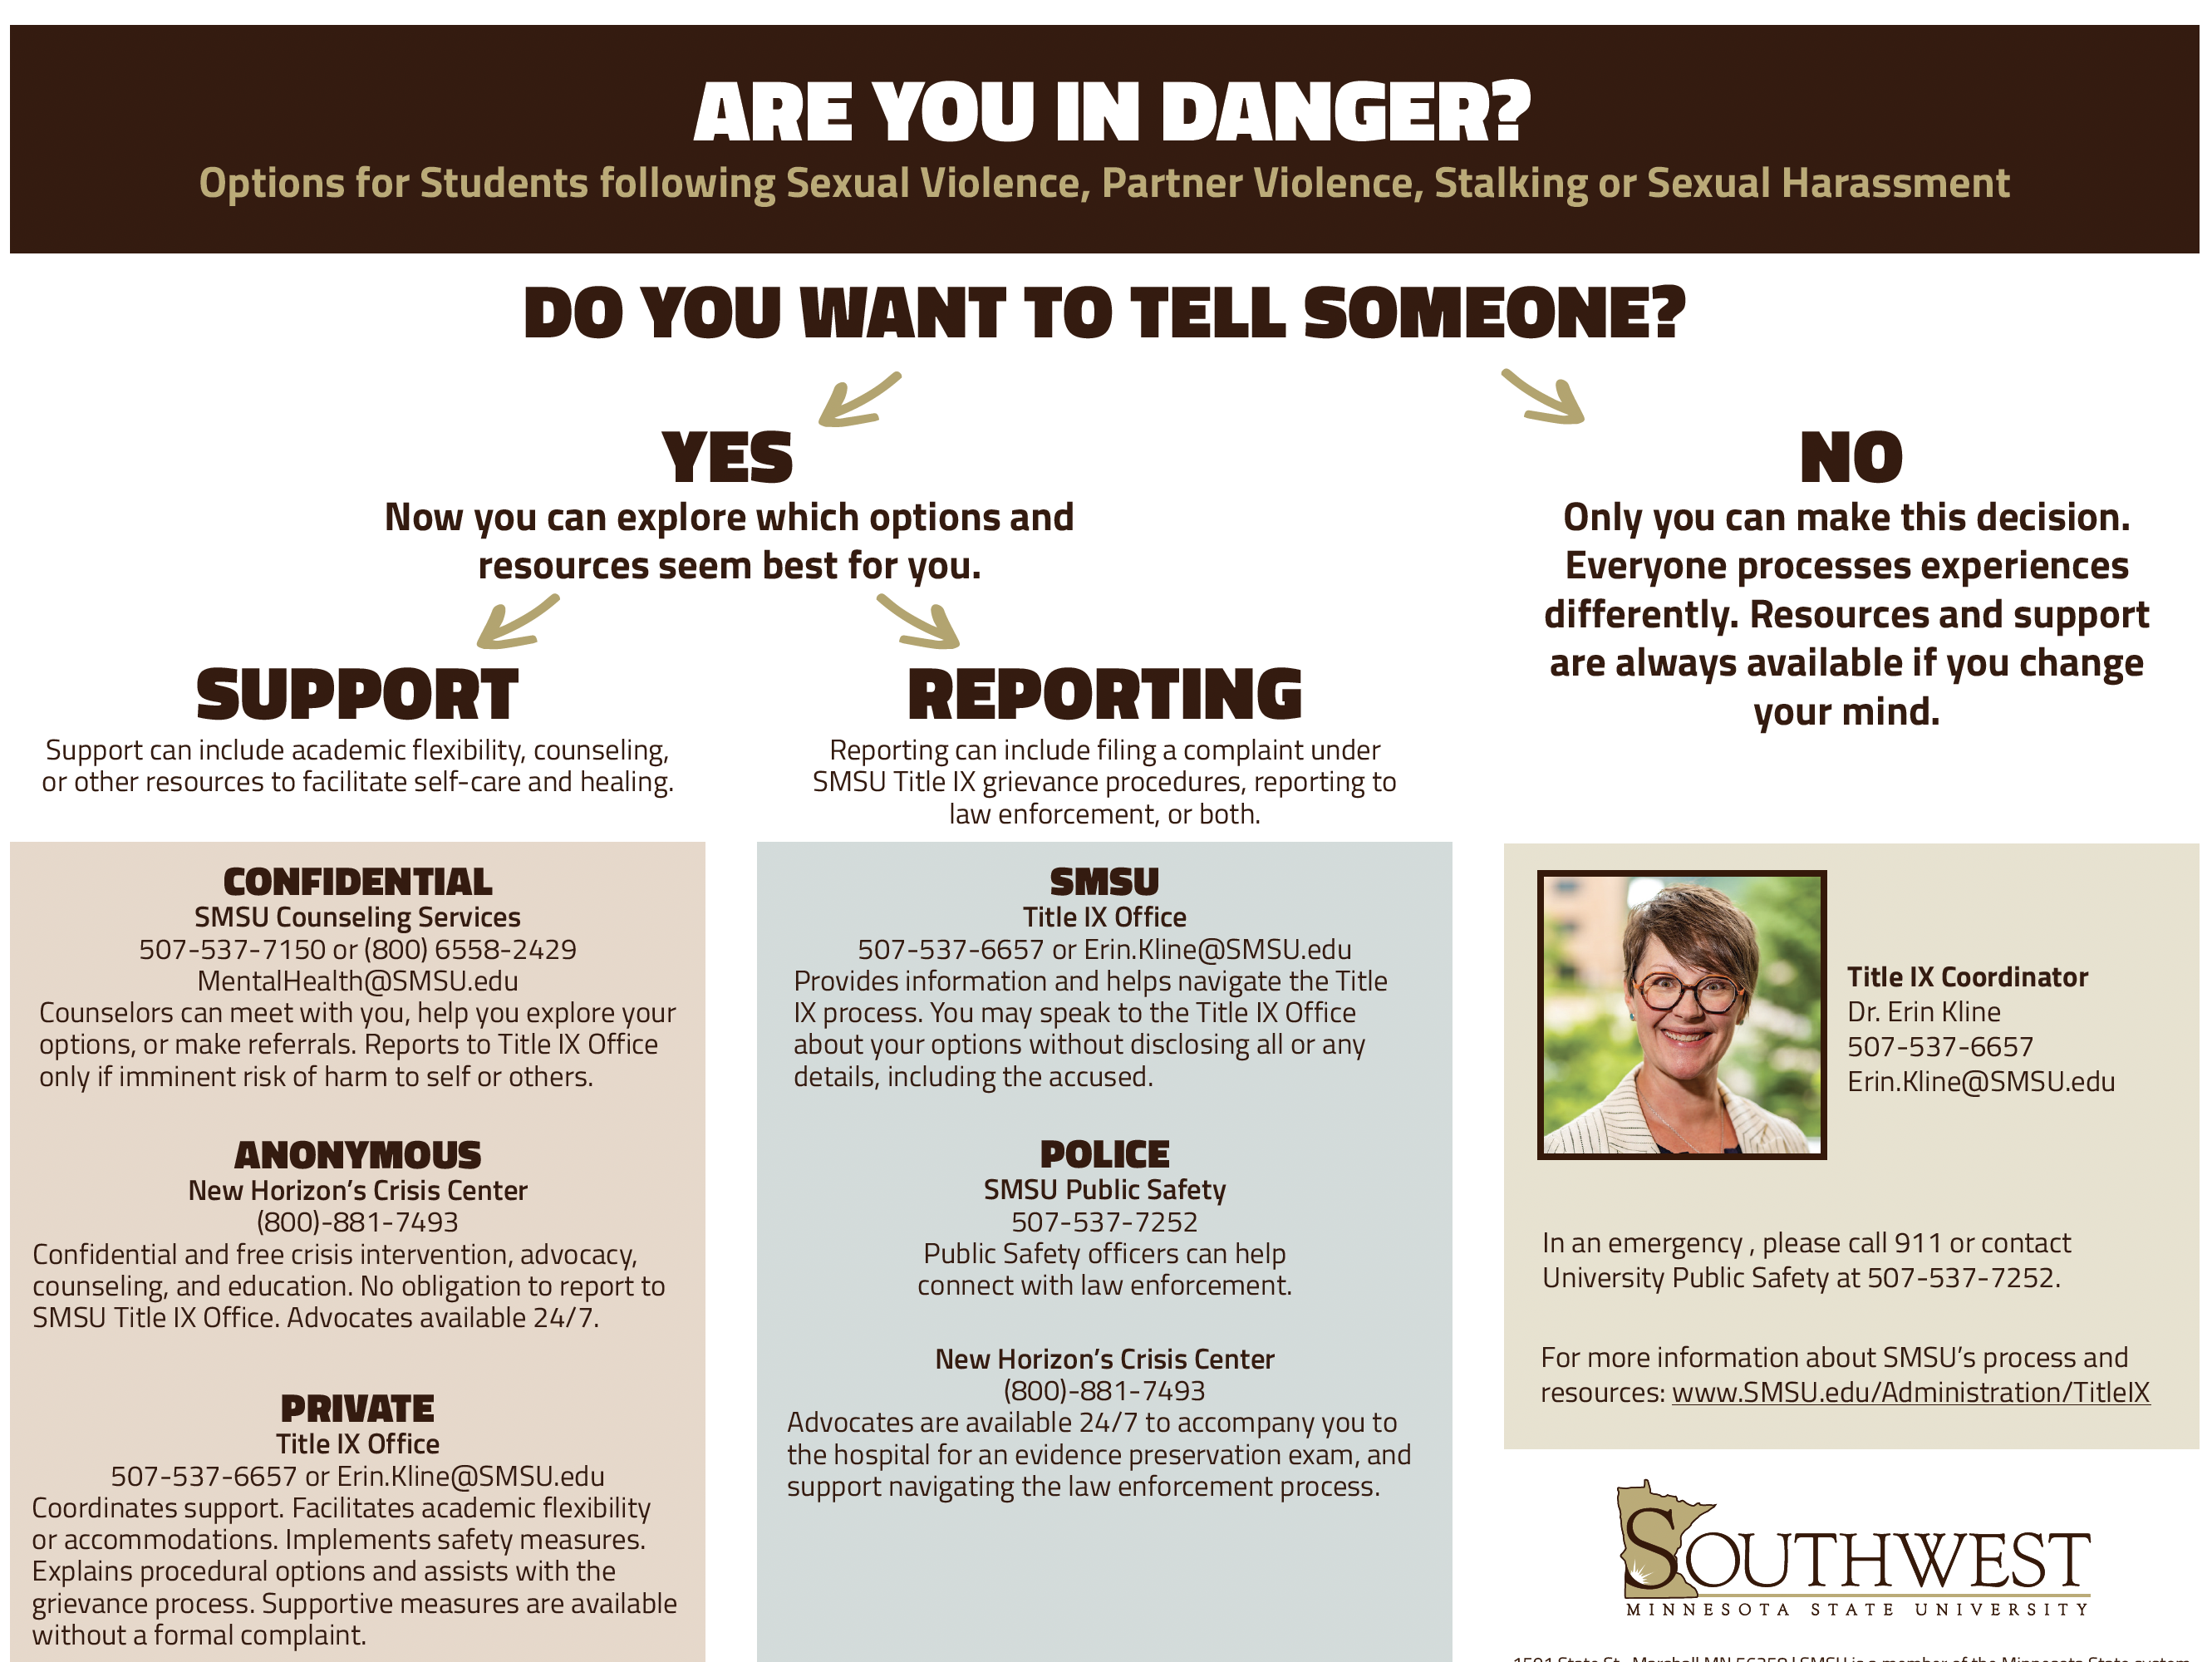 ARE YOU IN DANGER?
Options for Students following Sexual Violence, Partner Violence, Stalking or Sexual Harassment
DO YOU WANT TO TELL SOMEONE?
YES
Now you can explore which options and
resources seem best for you.
NO
Only you can make this decision.
Everyone processes experiences
differently. Resources and support
are always available if you change
your mind.
SUPPORT
Support can include academic flexibility, counseling,
or other resources to facilitate self-care and healing.
REPORTING
Reporting can include filing a complaint under
SMSU Title IX grievance procedures, reporting to
law enforcement, or both.
CONFIDENTIAL
SMSU Counseling Services
507-537-7150 or (800) 6558-2429
MentalHealth@SMSU.edu
Counselors can meet with you, help you explore your
options, or make referrals. Reports to Title IX Office
only if imminent risk of harm to self or others.
ANONYMOUS
New Horizon's Crisis Center
(800)-881-7493
Confidential and free crisis intervention, advocacy,
counseling, and education. No obligation to report to
SMSU Title IX Office. Advocates available 24/7.
PRIVATE
Title IX Office
507-537-6657 or Erin.Kline@SMSU.edu
Coordinates support. Facilitates academic flexibility
or accommodations. Implements safety measures.
Explains procedural options and assists with the
grievance process. Supportive measures are available
without a formal complaint.
SMSU
Title IX Office
507-537-6657 or Erin.Kline@SMSU.edu
Provides information and helps navigate the Title
IX process. You may speak to the Title IX Office
about your options without disclosing all or any
details, including the accused.
POLICE
SMSU Public Safety
507-537-7252
Public Safety officers can help
connect with law enforcement.
New Horizon's Crisis Center
(800)-881-7493
Advocates are available 24/7 to accompany you to
the hospital for an evidence preservation exam, and
support navigating the law enforcement process.
Title IX Coordinator
Dr. Erin Kline
507-537-6657
Erin.Kline@SMSU.edu
In an emergency , please call 911 or contact
University Public Safety at 507-537-7252.
For more information about SMSU's process and
resources: www.SMSU.edu/Administration/TitleIX
SOUTHWEST
MINNESOTA STATE UNIVERSITY
1501 State St., Marshall MN 56258 | SMSU is a member of the Minnesota State system